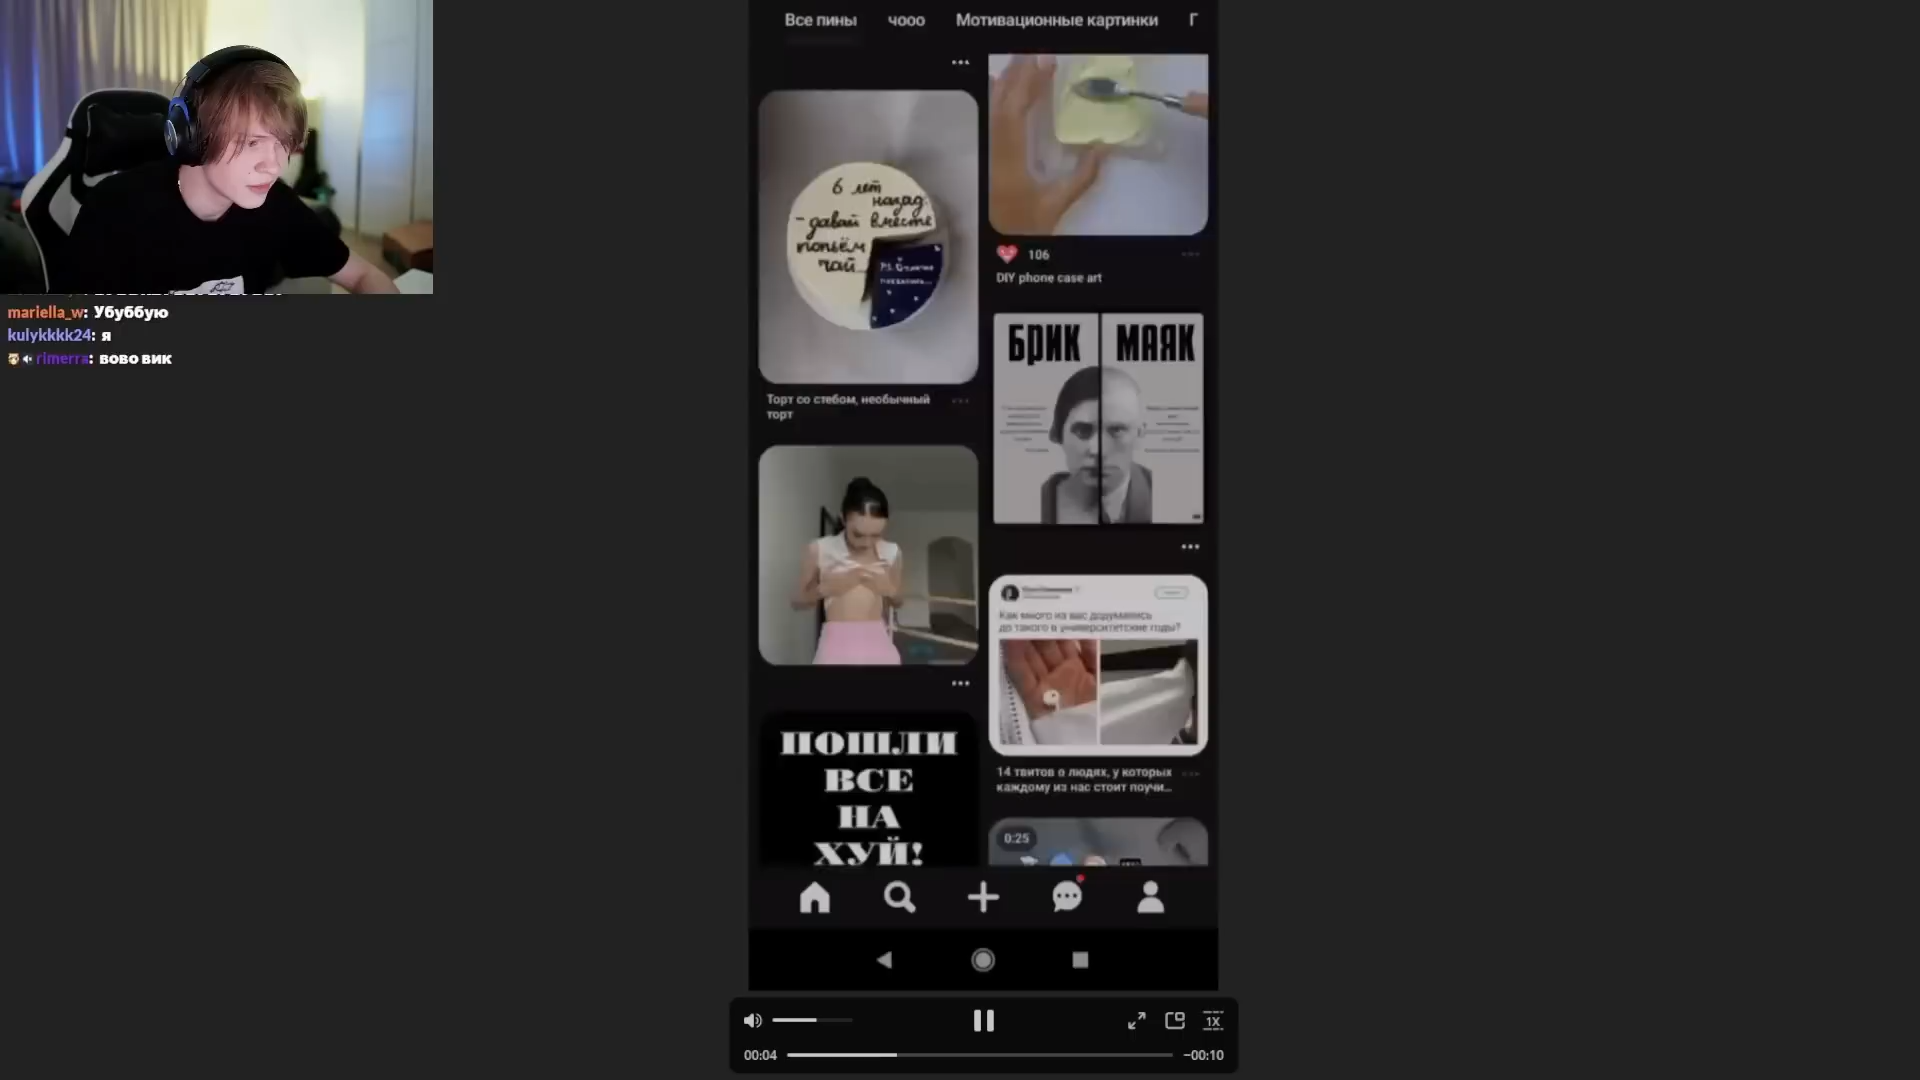 Все пины чооо Мотивационные картинки Г
mariella_w: Убуббую
kulykkkk24: я
rimerra: вово вик
6 лет
назад:
- давай вместе
попьём
чай...
Торт со стебом, необычный
торт
106
DIY phone case art
БРИК МАЯК
Как много из вас додумались
до такого в университетские годы?
14 твитов о людях, у которых
каждому из нас стоит поучи...
0:25
ПОШЛИ
ВСЕ
НА
ХУЙ!
1X
00:04 −00:10